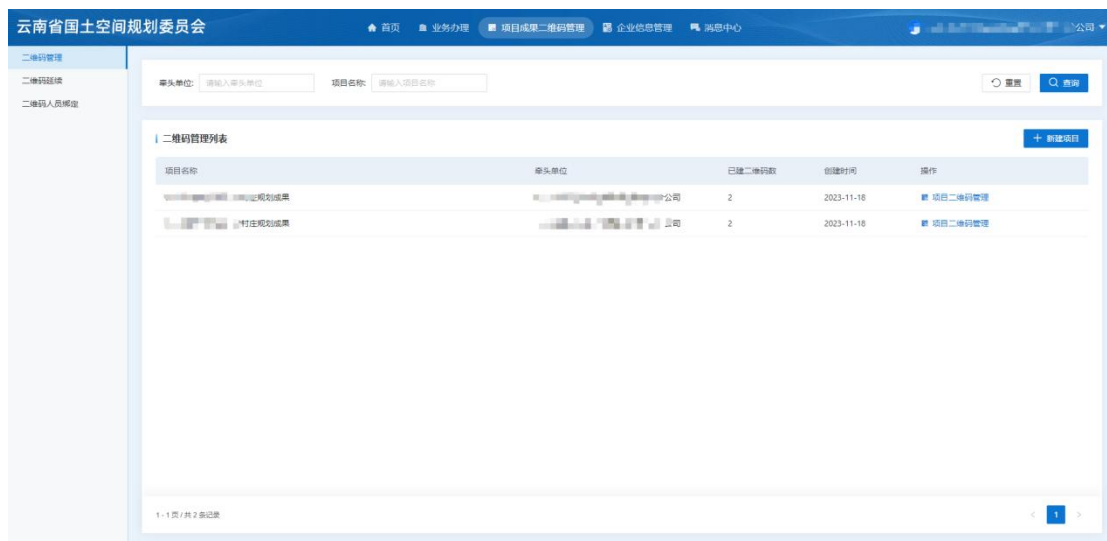 云南省国土空间规划委员会 首页 业务办理 项目成果二维码管理 企业信息管理 消息中心 公司
二维码管理
二维码延续
二维码人员绑定
牵头单位: 请输入牵头单位 项目名称: 请输入项目名称 重置 查询
二维码管理列表 新建项目
项目名称 牵头单位 已建二维码数 创建时间 操作
规划成果 公司 2 2023-11-18 项目二维码管理
村庄规划成果 公司 2 2023-11-18 项目二维码管理
1 - 1 页 / 共 2 条记录 < 1 >